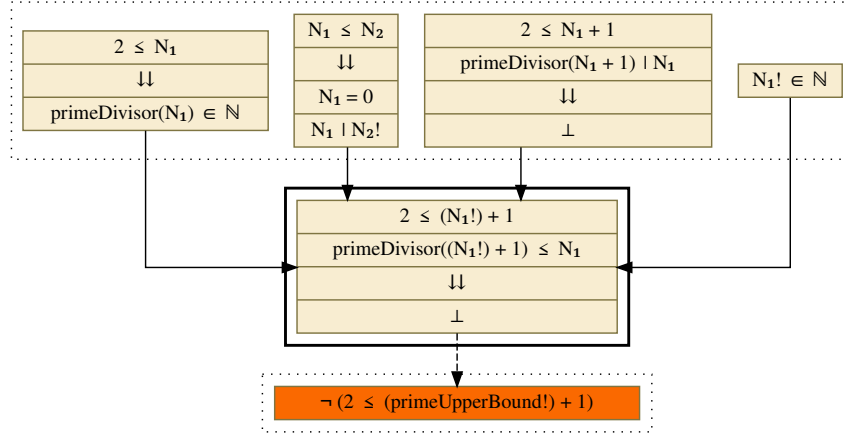 2 ≤ N₁
⇊
primeDivisor(N₁) ∈ ℕ
N₁ ≤ N₂
⇊
N₁ = 0
N₁ ∣ N₂!
2 ≤ N₁ + 1
primeDivisor(N₁ + 1) ∣ N₁
⇊
⊥
N₁! ∈ ℕ
2 ≤ (N₁!) + 1
primeDivisor((N₁!) + 1) ≤ N₁
⇊
⊥
¬ (2 ≤ (primeUpperBound!) + 1)